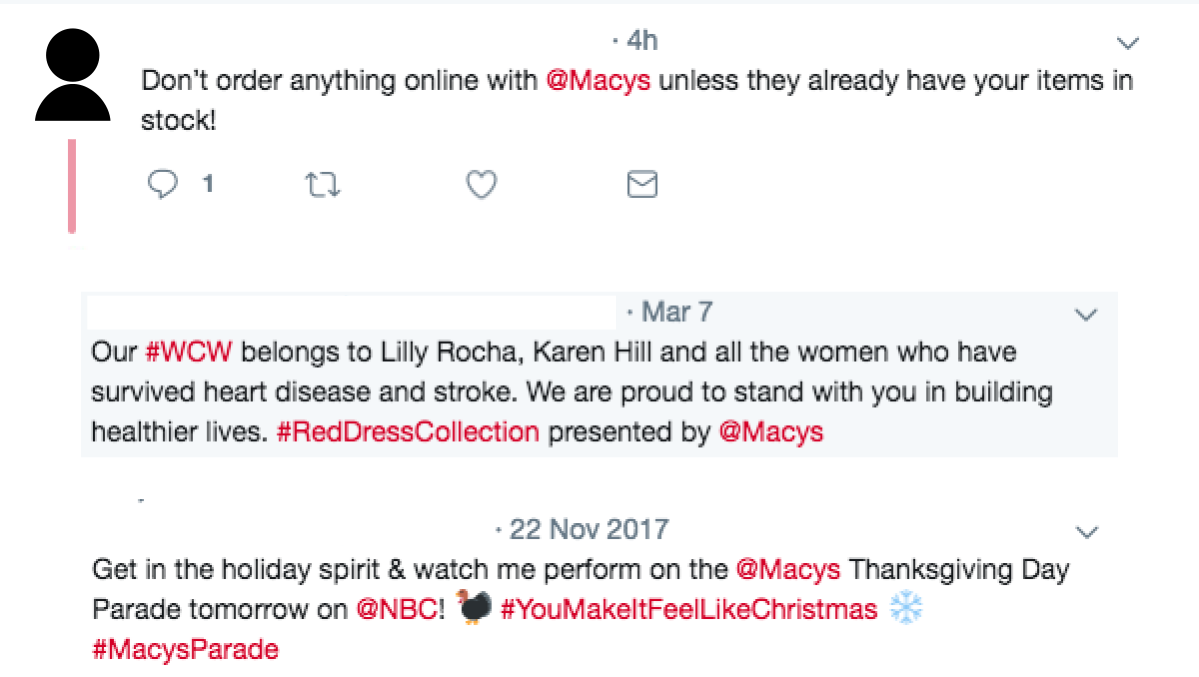 · 4h
Don't order anything online with @Macys unless they already have your items in
stock!
1
· Mar 7
Our #WCW belongs to Lilly Rocha, Karen Hill and all the women who have
survived heart disease and stroke. We are proud to stand with you in building
healthier lives. #RedDressCollection presented by @Macys
· 22 Nov 2017
Get in the holiday spirit & watch me perform on the @Macys Thanksgiving Day
Parade tomorrow on @NBC! 🦃 #YouMakeItFeelLikeChristmas ❄️
#MacysParade